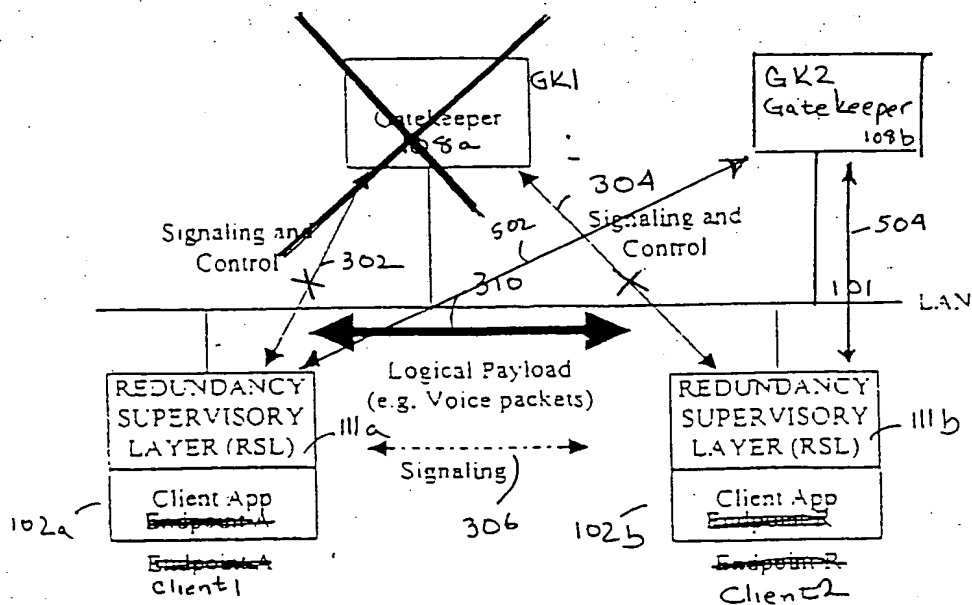 GK1
Gatekeeper
108a
GK2
Gatekeeper
108b
304
504
502
Signaling and
Control
302
Signaling and
Control
310
101
LAN
REDUNDANCY
SUPERVISORY
LAYER (RSL)
111a
Logical Payload
(e.g. Voice packets)
Signaling
306
REDUNDANCY
SUPERVISORY
LAYER (RSL)
111b
102a
Client App
Endpoint A
Endpoint A
Client1
102b
Client App
Endpoint
Endpoint
Client2